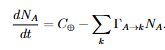 dN_A/dt = C_⊕ − ∑_k Γ_{A→k} N_A.